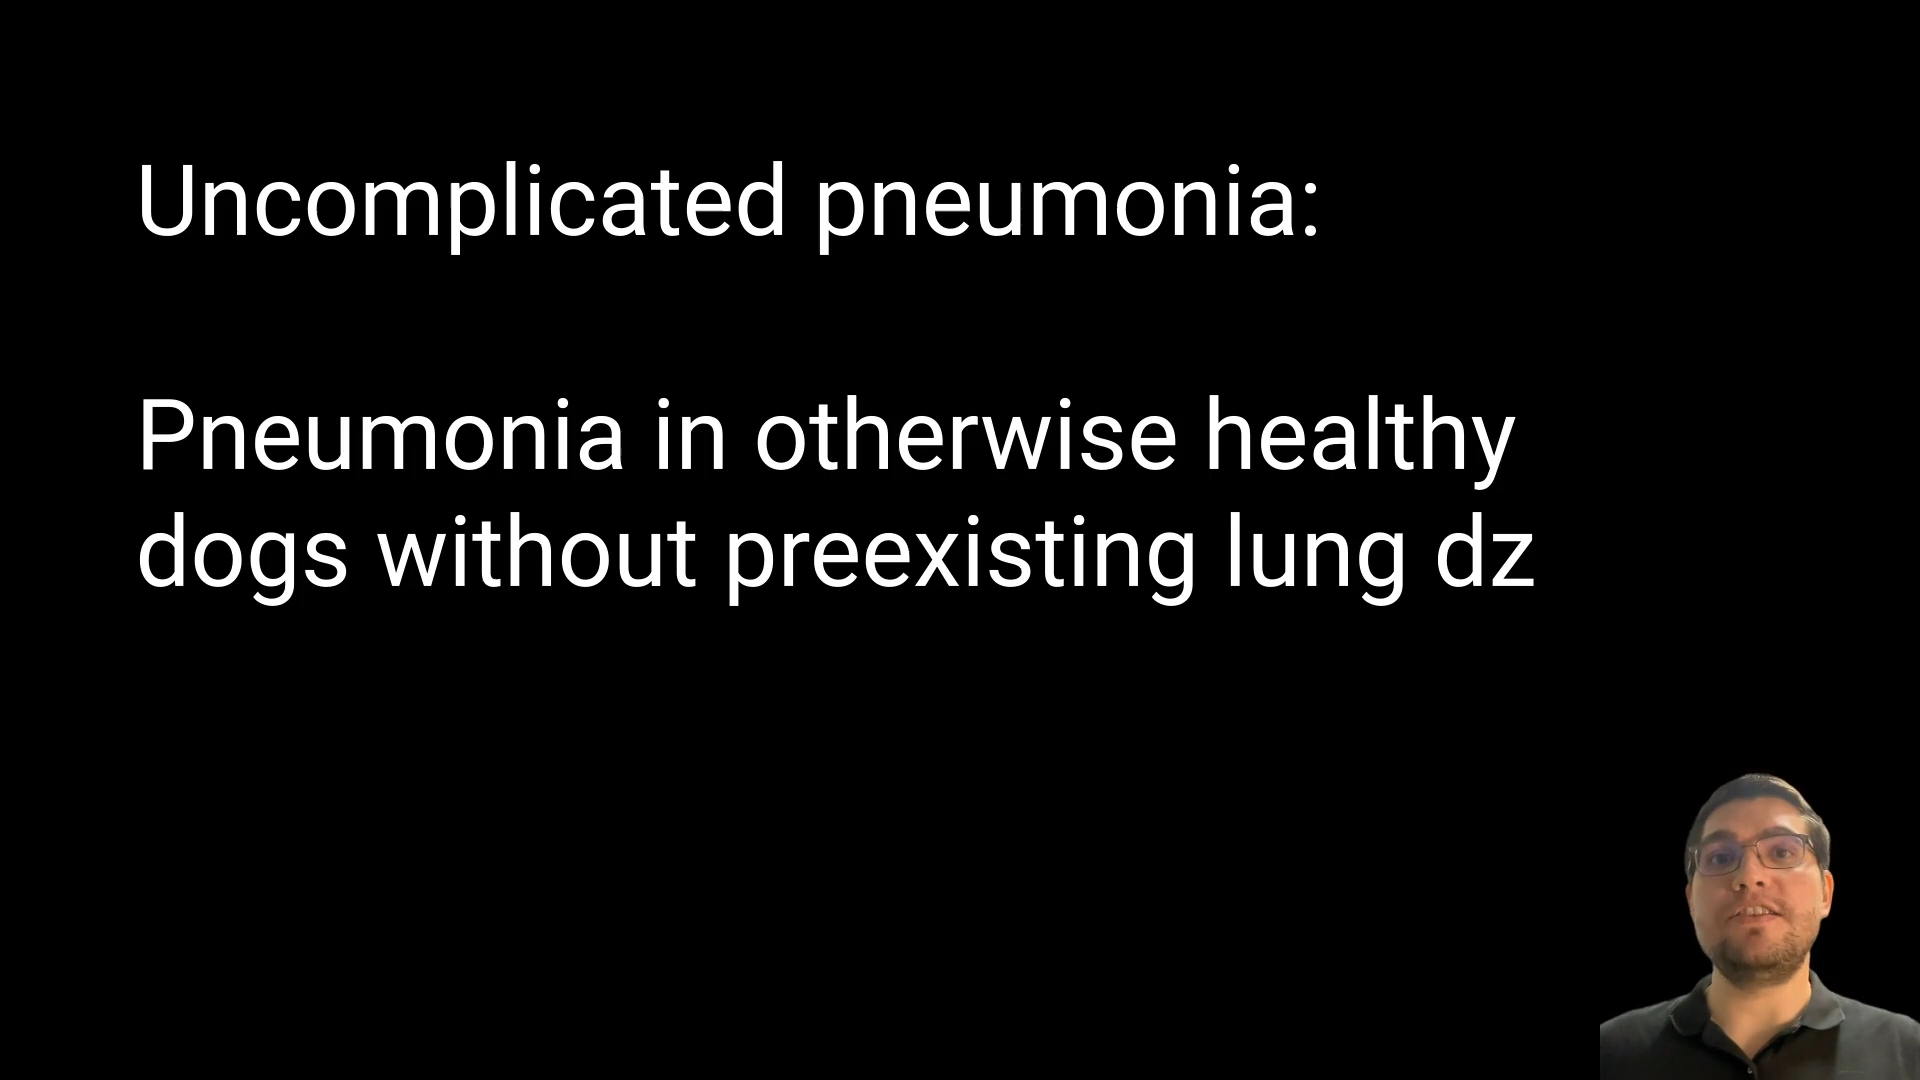 Uncomplicated pneumonia:
Pneumonia in otherwise healthy
dogs without preexisting lung dz